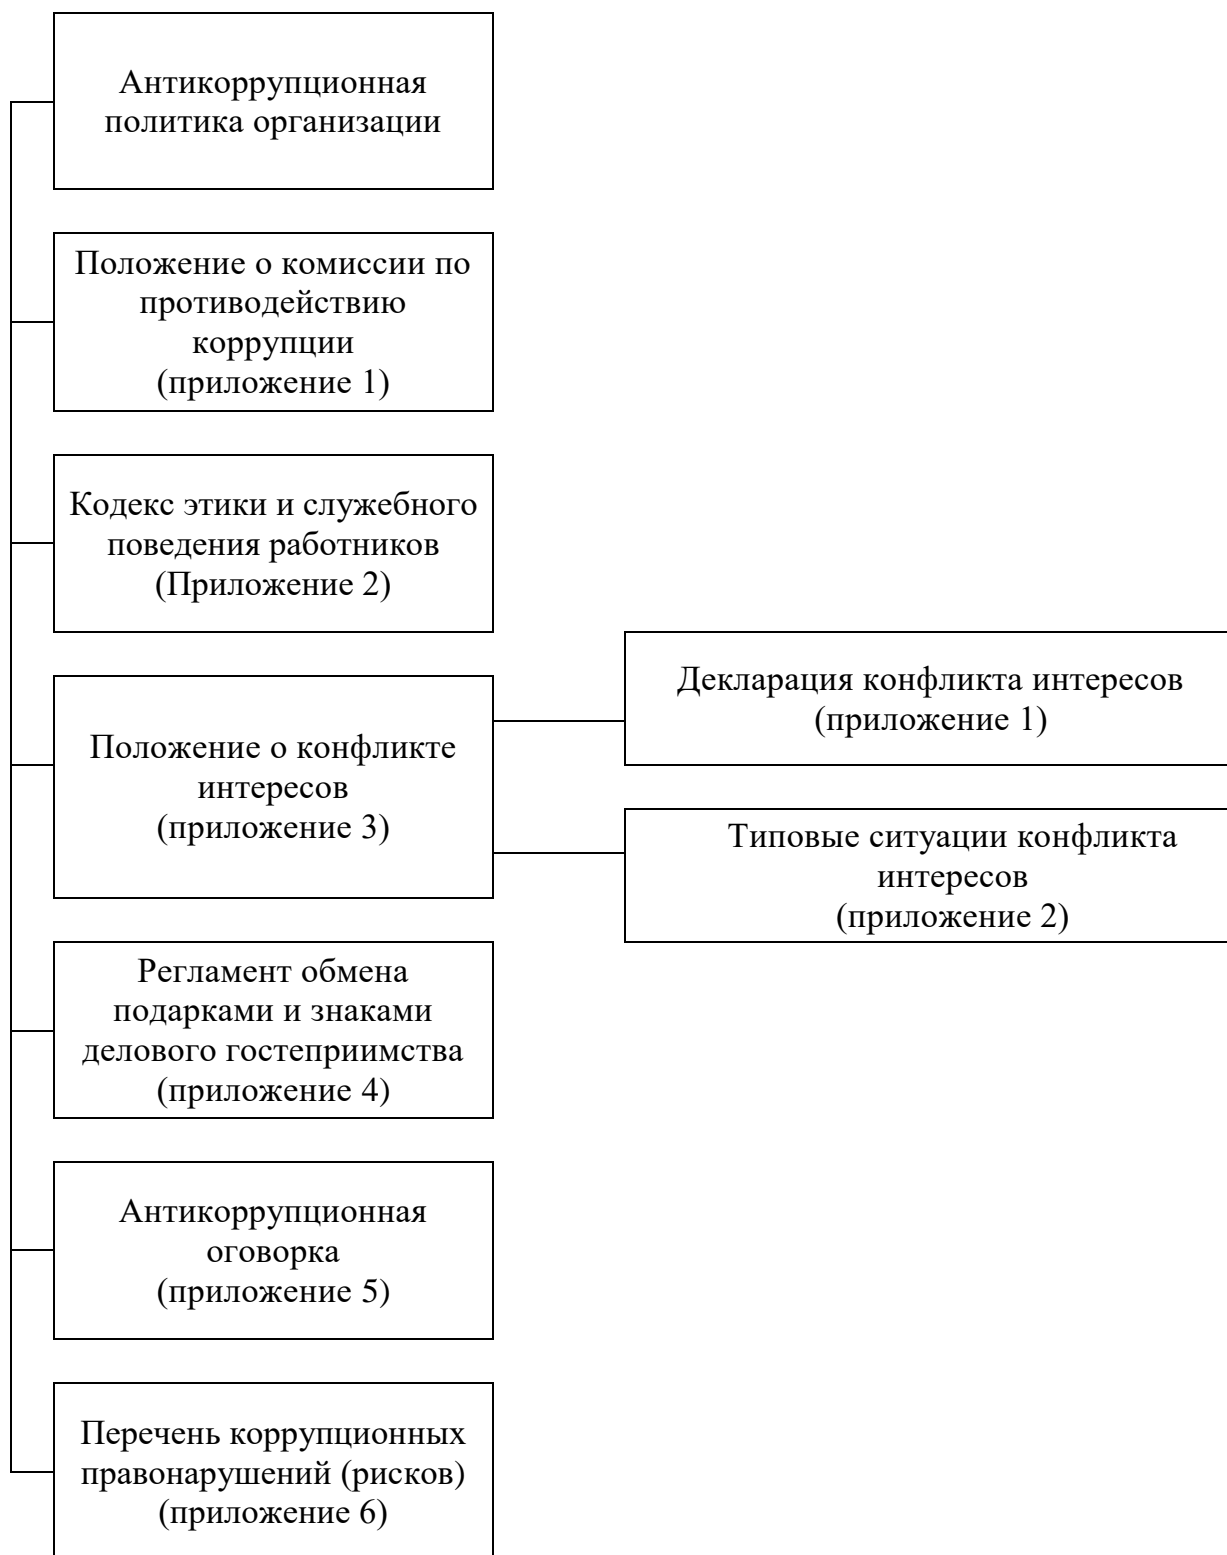 Антикоррупционная
политика организации
Положение о комиссии по
противодействию
коррупции
(приложение 1)
Кодекс этики и служебного
поведения работников
(Приложение 2)
Положение о конфликте
интересов
(приложение 3)
Декларация конфликта интересов
(приложение 1)
Типовые ситуации конфликта
интересов
(приложение 2)
Регламент обмена
подарками и знаками
делового гостеприимства
(приложение 4)
Антикоррупционная
оговорка
(приложение 5)
Перечень коррупционных
правонарушений (рисков)
(приложение 6)